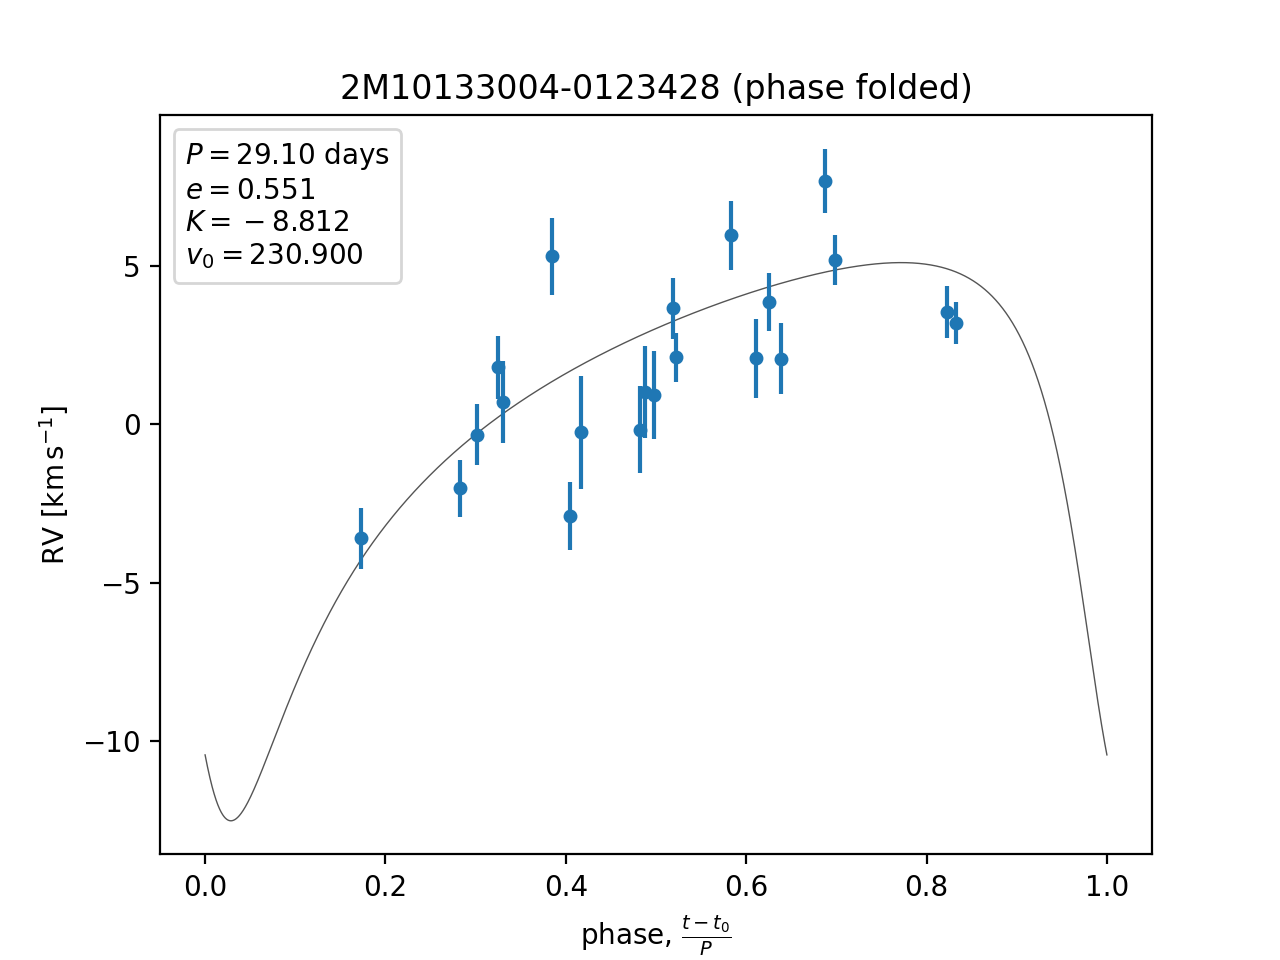 2M10133004-0123428 (phase folded)
P = 29.10 days
e = 0.551
K = −8.812
v₀ = 230.900
RV [km s⁻¹]
5
0
−5
−10
0.0 0.2 0.4 0.6 0.8 1.0
phase, (t − t₀)/P